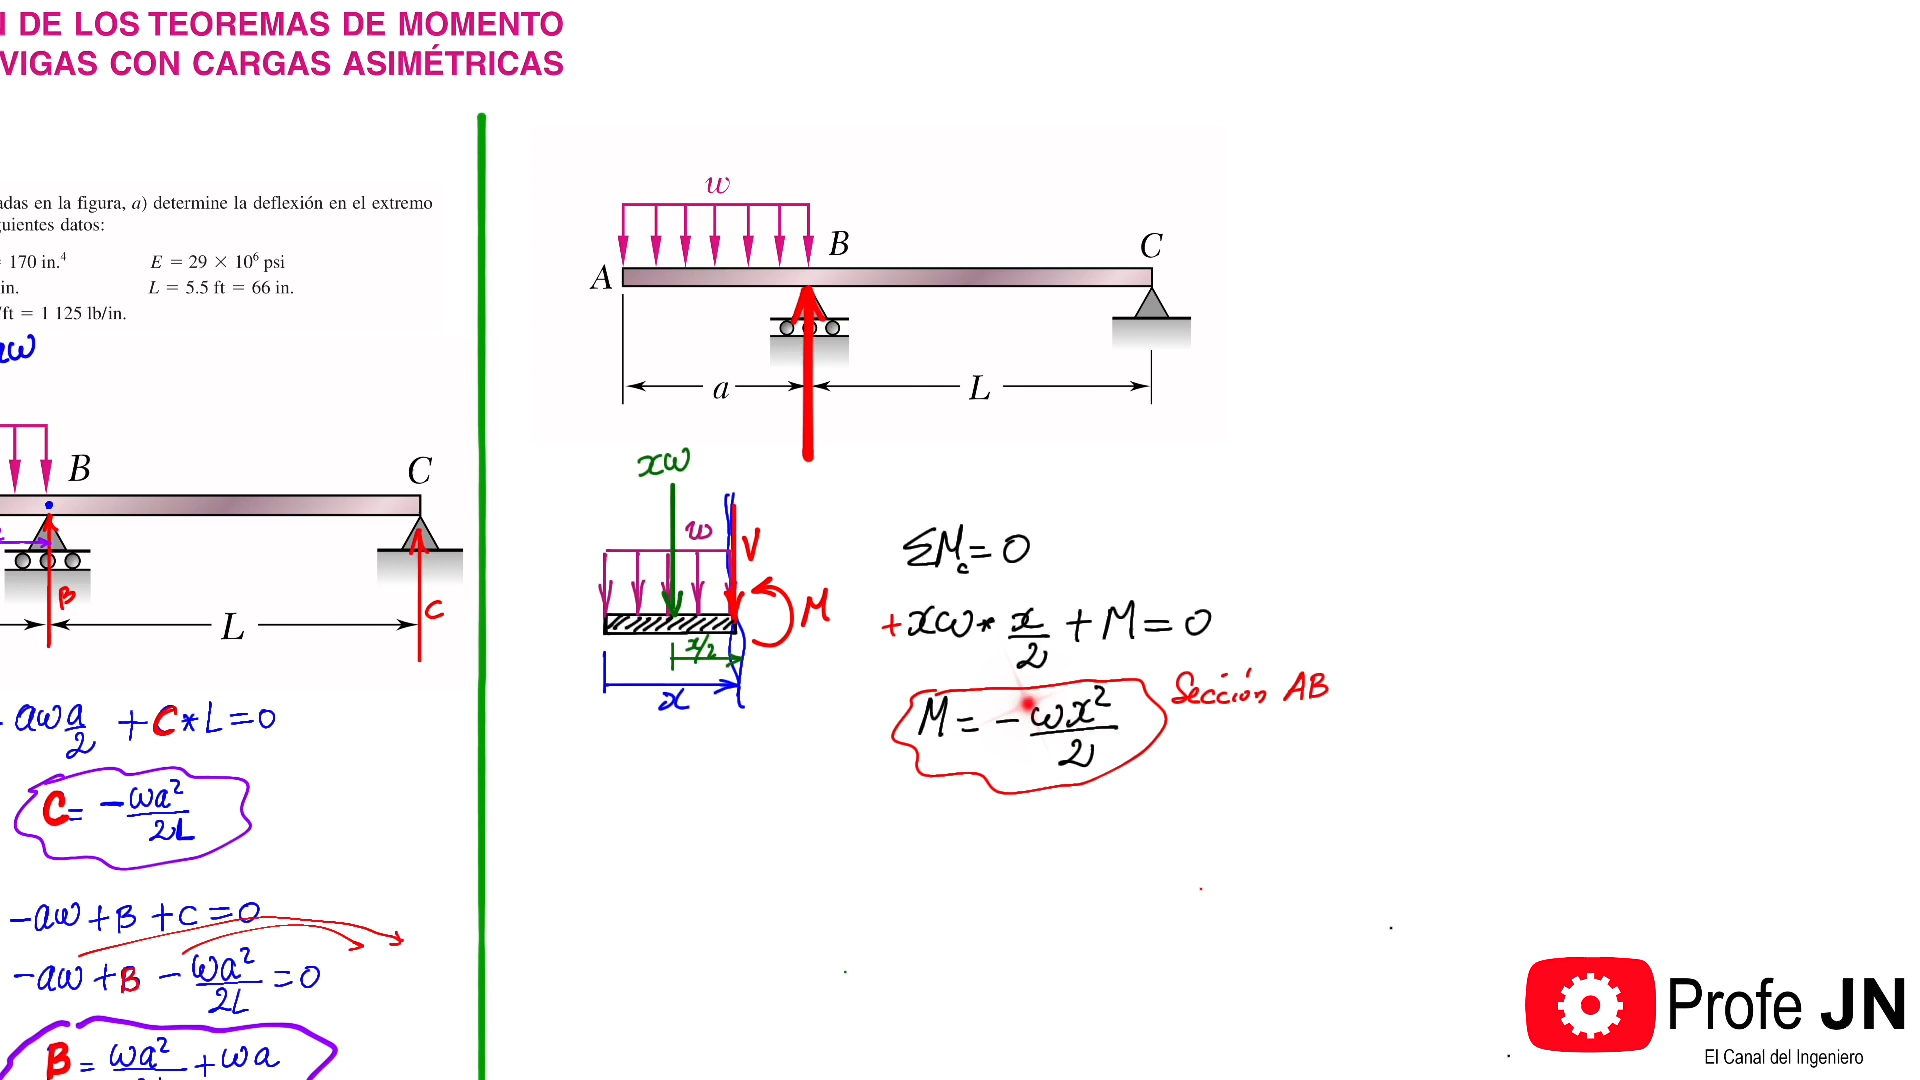 N DE LOS TEOREMAS DE MOMENTO
VIGAS CON CARGAS ASIMÉTRICAS
adas en la figura, a) determine la deflexión en el extremo
guientes datos:
= 170 in.⁴ E = 29 × 10⁶ psi
in. L = 5.5 ft = 66 in.
/ft = 1 125 lb/in.
aw
B
C
B
C
L
- aw a/2 + C*L=0
C= -wa²/2L
-aw+B+C=0
-aw+B-wa²/2L=0
B= wa² +wa
w
A
B
C
a
L
xw
w
V
M
x/2
x
ΣMc=0
+xw* x/2 +M=0
M= -wx²/2
Sección AB
Profe JN
El Canal del Ingeniero